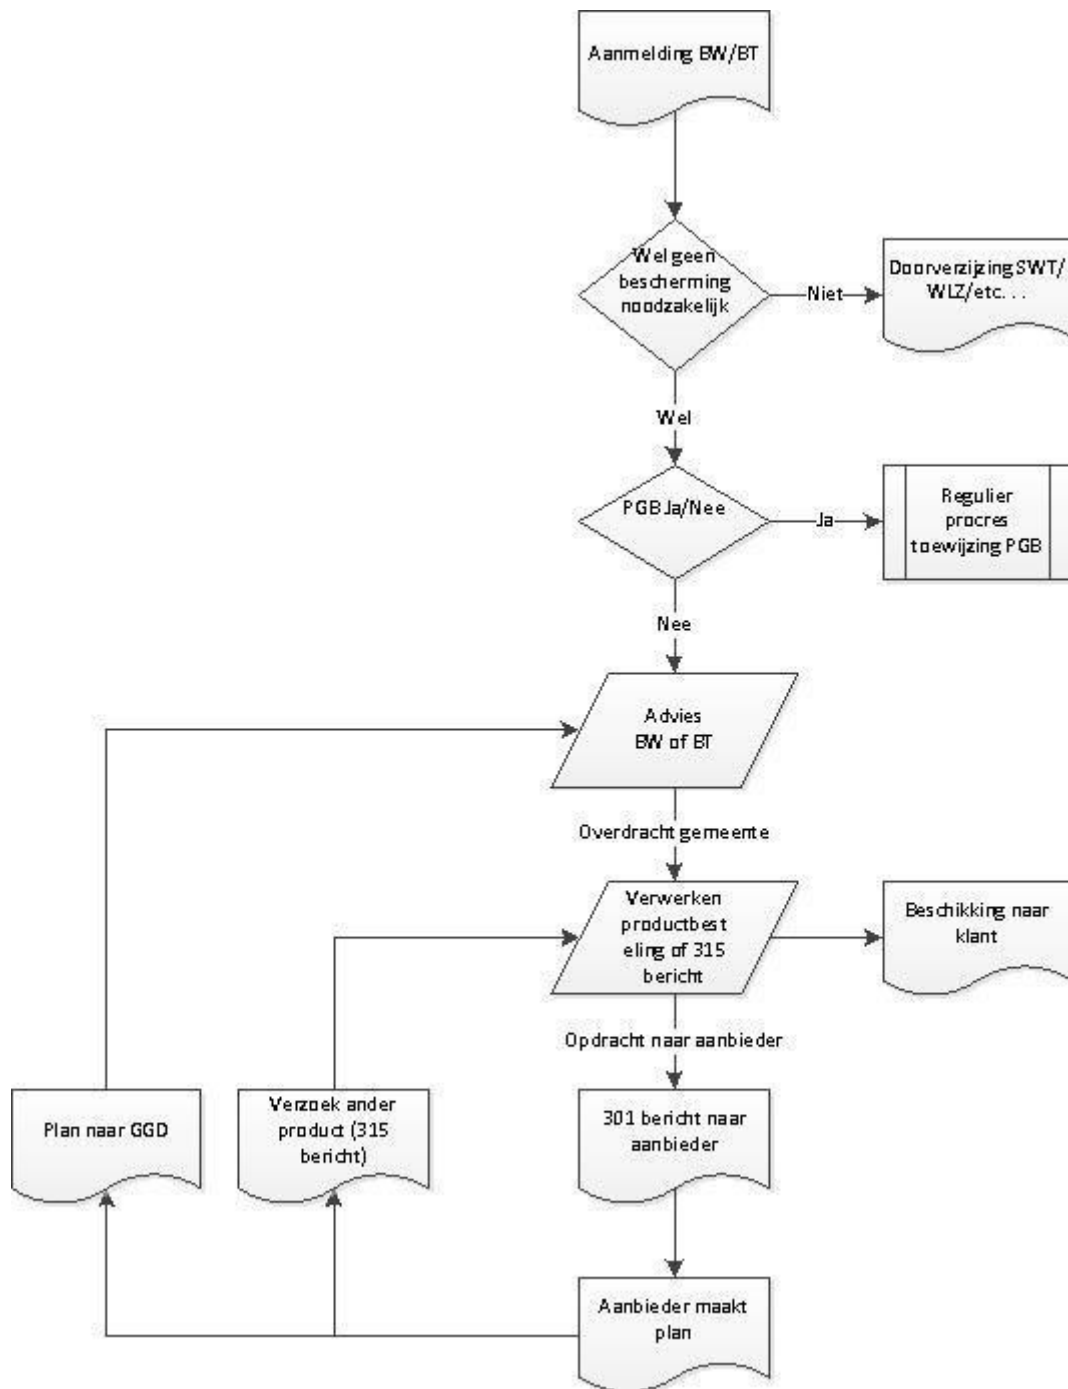 Aanmelding BW/BT
Wel geen
bescherming
noodzakelijk
Niet
Doorverzijzing SWT/
WLZ/etc. . .
Wel
PGB Ja/Nee
Ja
Regulier
procres
toewijzing PGB
Nee
Advies
BW of BT
Overdracht gemeente
Verwerken
productbest
eling of 315
bericht
Beschikking naar
klant
Opdracht naar aanbieder
Plan naar GGD
Verzoek ander
product (315
bericht)
301 bericht naar
aanbieder
Aanbieder maakt
plan